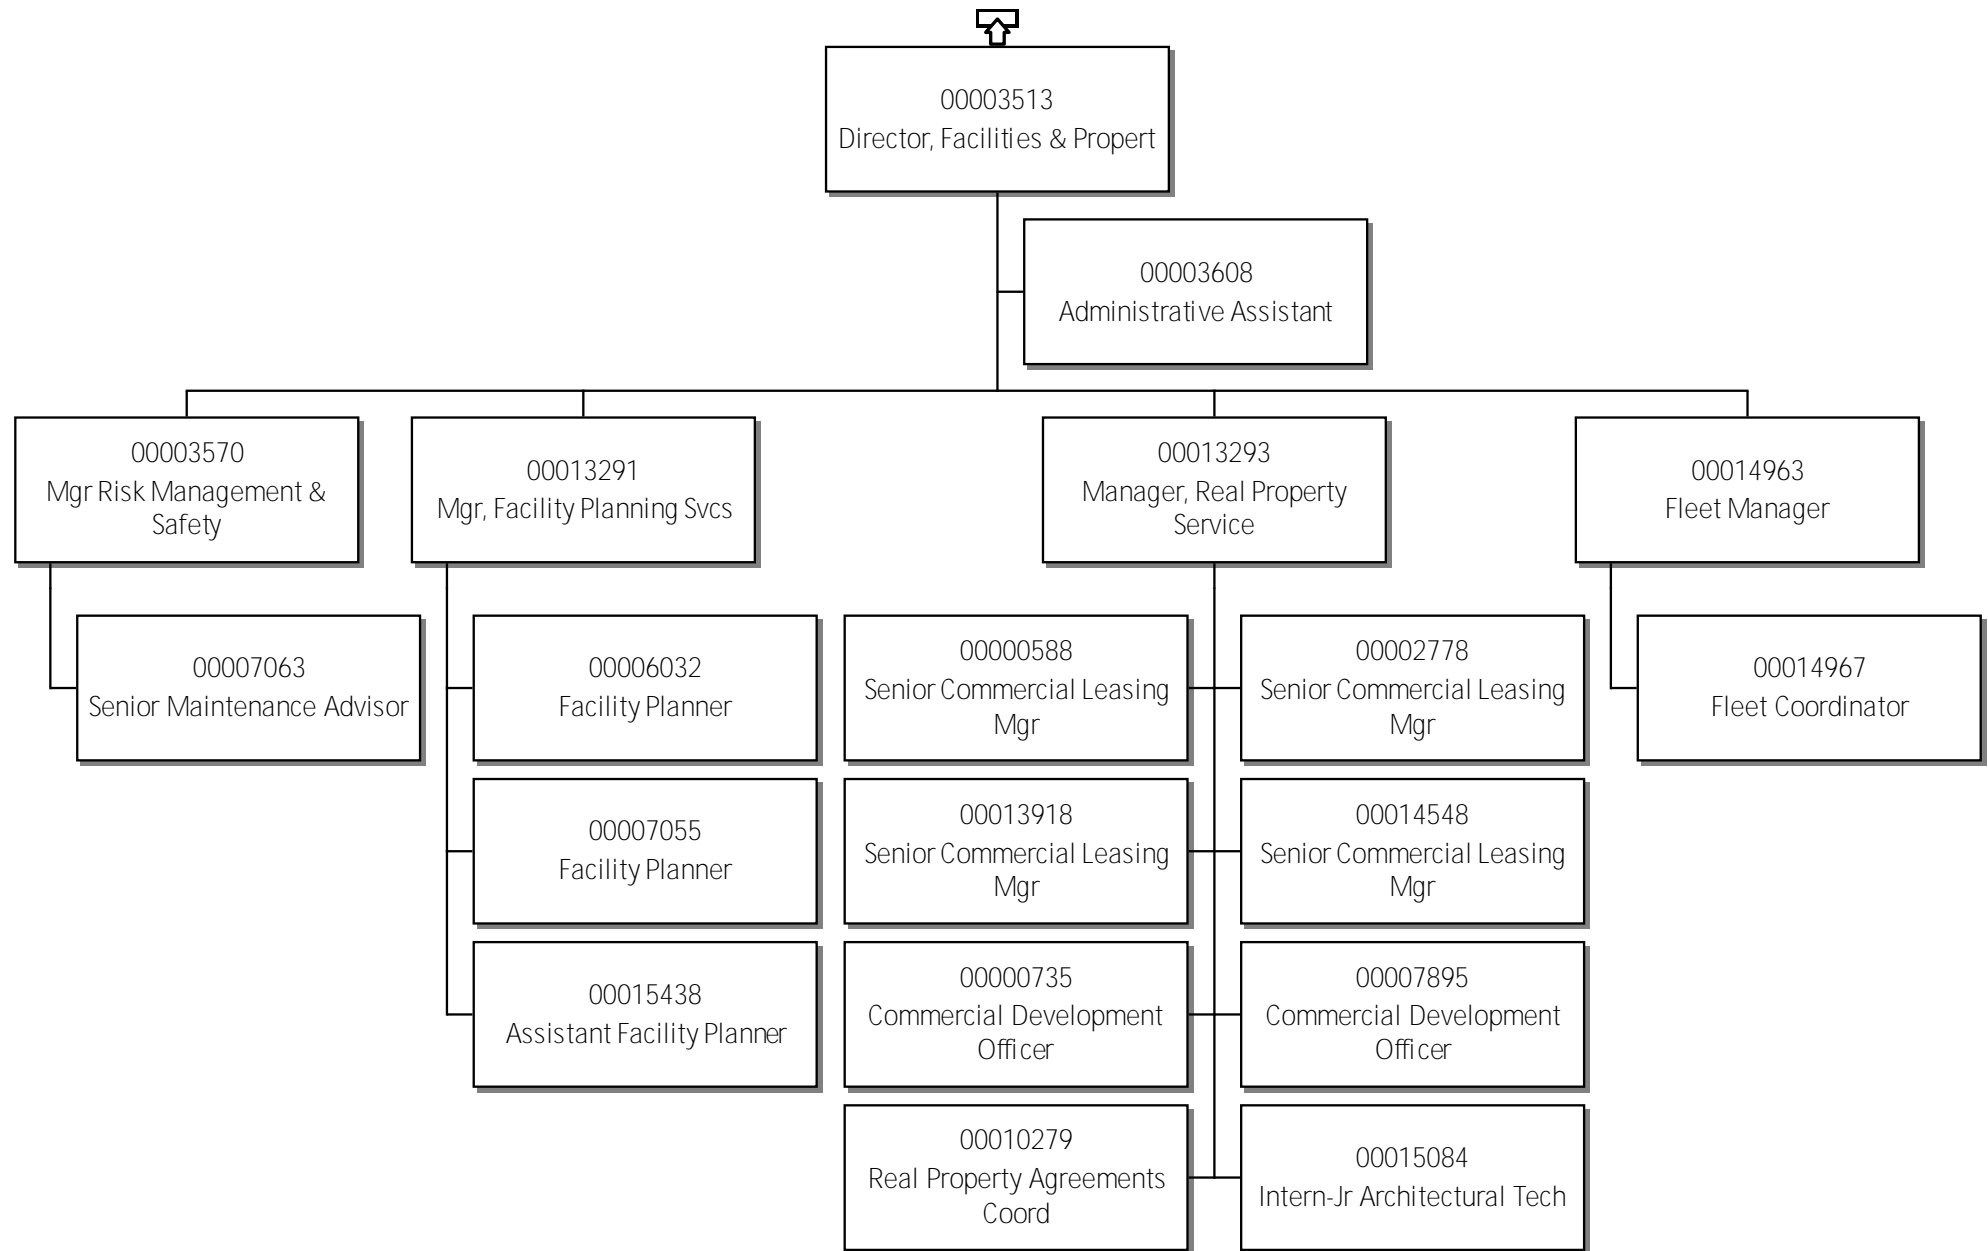 00003513
Director, Facilities & Propert
00003608
Administrative Assistant
00003570
Mgr Risk Management &
Safety
00013291
Mgr, Facility Planning Svcs
00013293
Manager, Real Property
Service
00014963
Fleet Manager
00007063
Senior Maintenance Advisor
00006032
Facility Planner
00000588
Senior Commercial Leasing
Mgr
00002778
Senior Commercial Leasing
Mgr
00014967
Fleet Coordinator
00007055
Facility Planner
00013918
Senior Commercial Leasing
Mgr
00014548
Senior Commercial Leasing
Mgr
00015438
Assistant Facility Planner
00000735
Commercial Development
Officer
00007895
Commercial Development
Officer
00010279
Real Property Agreements
Coord
00015084
Intern-Jr Architectural Tech